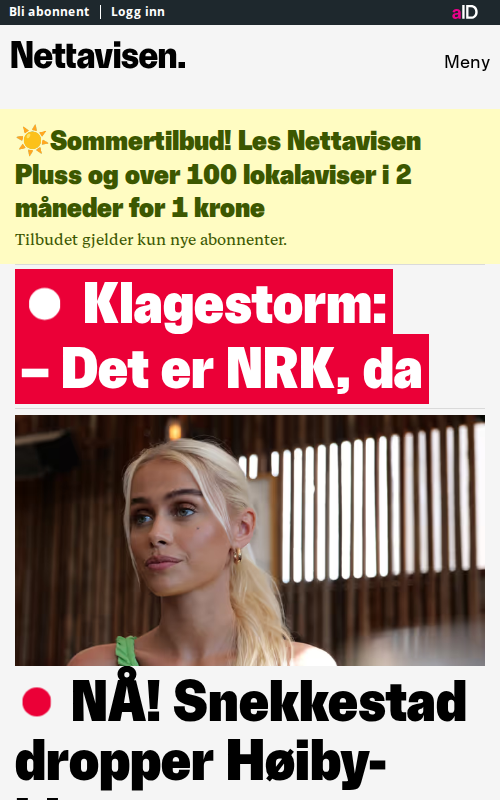 Bli abonnent | Logg inn
aID
Nettavisen.
Meny
☀️Sommertilbud! Les Nettavisen
Pluss og over 100 lokalaviser i 2
måneder for 1 krone
Tilbudet gjelder kun nye abonnenter.
Klagestorm:
– Det er NRK, da
NÅ! Snekkestad
dropper Høiby-